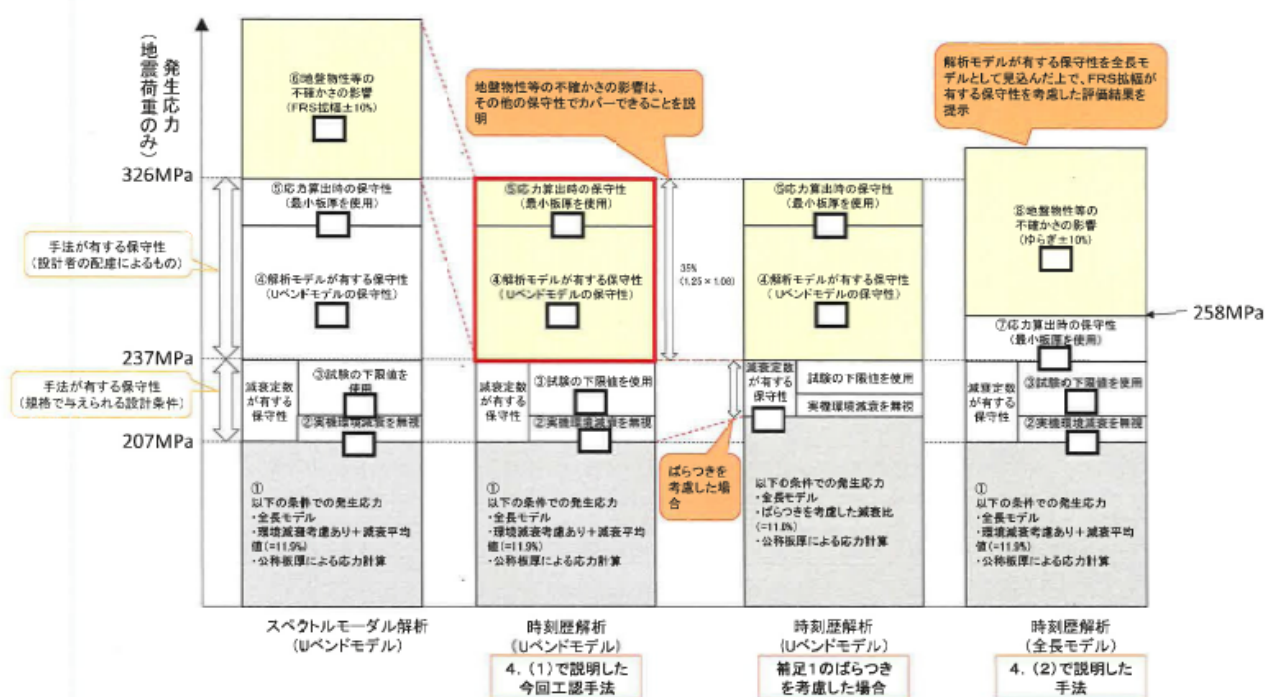 発生応力
(地震荷重のみ)
326MPa
237MPa
207MPa
手法が有する保守性
(設計者の配慮によるもの)
手法が有する保守性
(規格で与えられる設計条件)
⑥地盤物性等の
不確かさの影響
(FRS拡幅±10%)
⑤応力算出時の保守性
(最小板厚を使用)
④解析モデルが有する保守性
(Uベンドモデルの保守性)
減衰定数
が有する
保守性
③試験の下限値を
使用
②実機環境減衰を無視
①
以下の条件での発生応力
・全長モデル
・環境減衰考慮あり+減衰平均
値(=11.9%)
・公称板厚による応力計算
スペクトルモーダル解析
(Uベンドモデル)
地盤物性等の不確かさの影響は、
その他の保守性でカバーできることを説
明
⑤応力算出時の保守性
(最小板厚を使用)
④解析モデルが有する保守性
(Uベンドモデルの保守性)
35%
(1.25×1.08)
減衰定数
が有する
保守性
③試験の下限値を使用
②実機環境減衰を無視
①
以下の条件での発生応力
・全長モデル
・環境減衰考慮あり+減衰平均
値(=11.9%)
・公称板厚による応力計算
時刻歴解析
(Uベンドモデル)
4.(1)で説明した
今回工認手法
⑤応力算出時の保守性
(最小板厚を使用)
④解析モデルが有する保守性
(Uベンドモデルの保守性)
減衰定数
が有する
保守性
試験の下限値を使用
実機環境減衰を無視
ばらつきを
考慮した場
合
以下の条件での発生応力
・全長モデル
・ばらつきを考慮した減衰比
(=11.0%)
・公称板厚による応力計算
時刻歴解析
(Uベンドモデル)
補足1のばらつき
を考慮した場合
解析モデルが有する保守性を全長モ
デルとして見込んだ上で、FRS拡幅が
有する保守性を考慮した評価結果を
提示
⑧地盤物性等の
不確かさの影響
(ゆらぎ±10%)
258MPa
⑦応力算出時の保守性
(最小板厚を使用)
減衰定数
が有する
保守性
③試験の下限値を使用
②実機環境減衰を無視
①
以下の条件での発生応力
・全長モデル
・環境減衰考慮あり+減衰平均
値(=11.9%)
・公称板厚による応力計算
時刻歴解析
(全長モデル)
4.(2)で説明した
手法